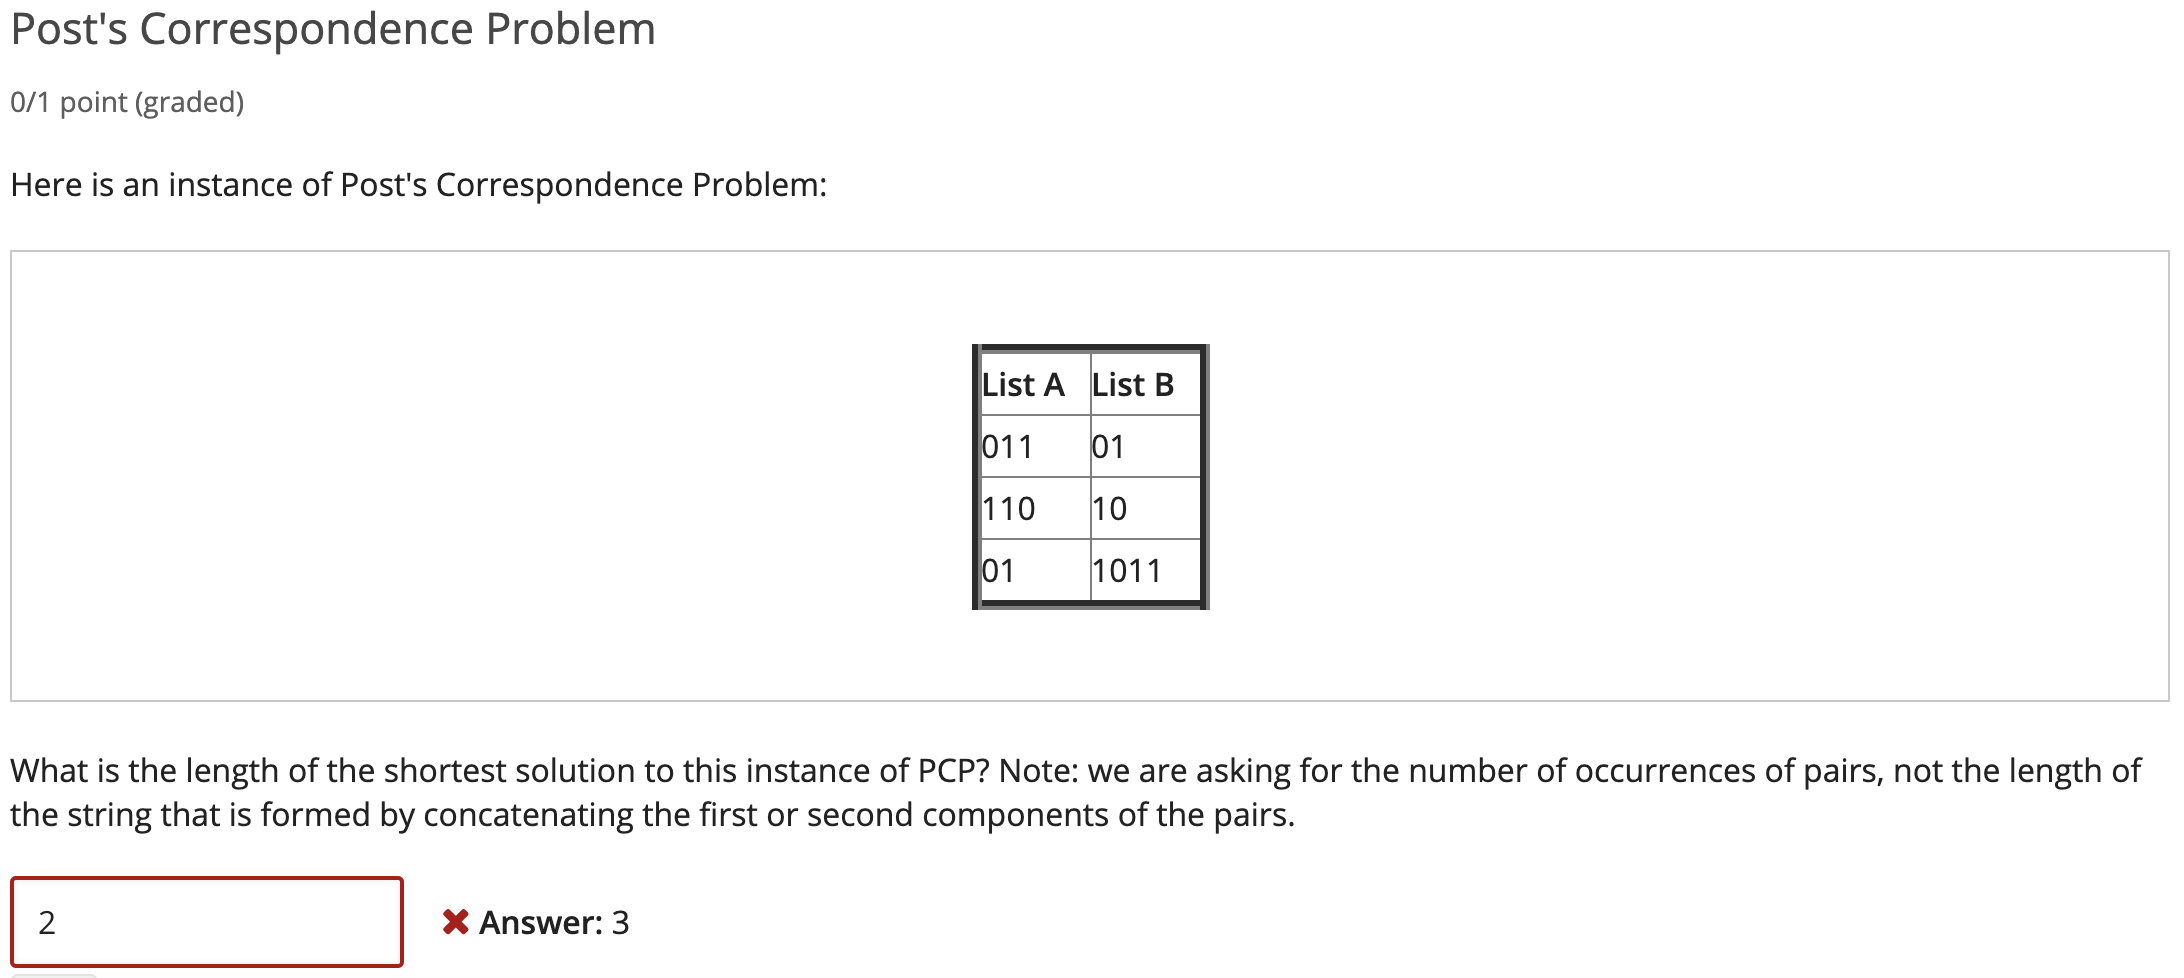 Post's Correspondence Problem
0/1 point (graded)
Here is an instance of Post's Correspondence Problem:
List A List B
011 01
110 10
01 1011
What is the length of the shortest solution to this instance of PCP? Note: we are asking for the number of occurrences of pairs, not the length of
the string that is formed by concatenating the first or second components of the pairs.
2 Answer: 3